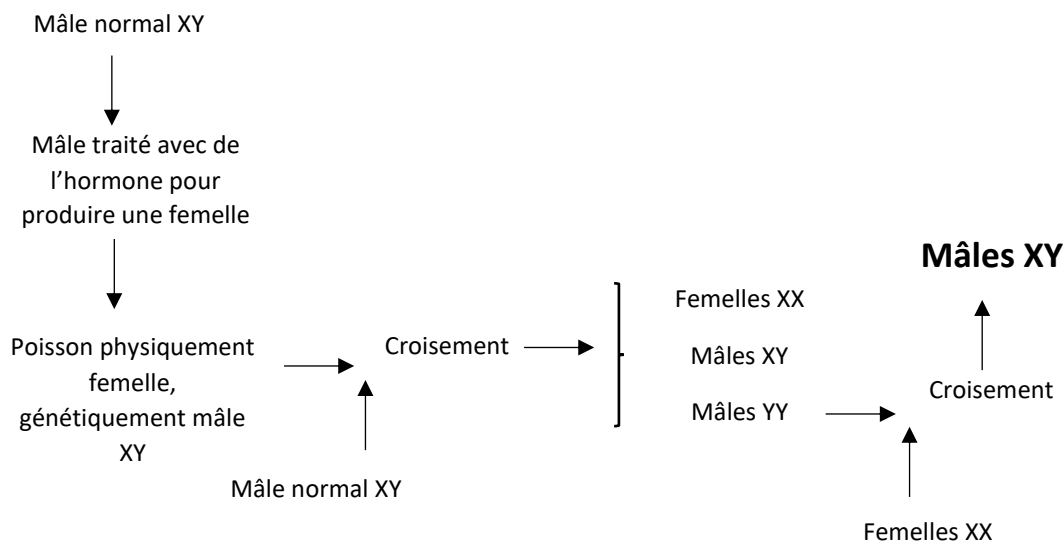 Mâle normal XY
Mâle traité avec de
l’hormone pour
produire une femelle
Poisson physiquement
femelle,
génétiquement mâle
XY
Croisement
Mâle normal XY
Femelles XX
Mâles XY
Mâles YY
Mâles XY
Croisement
Femelles XX